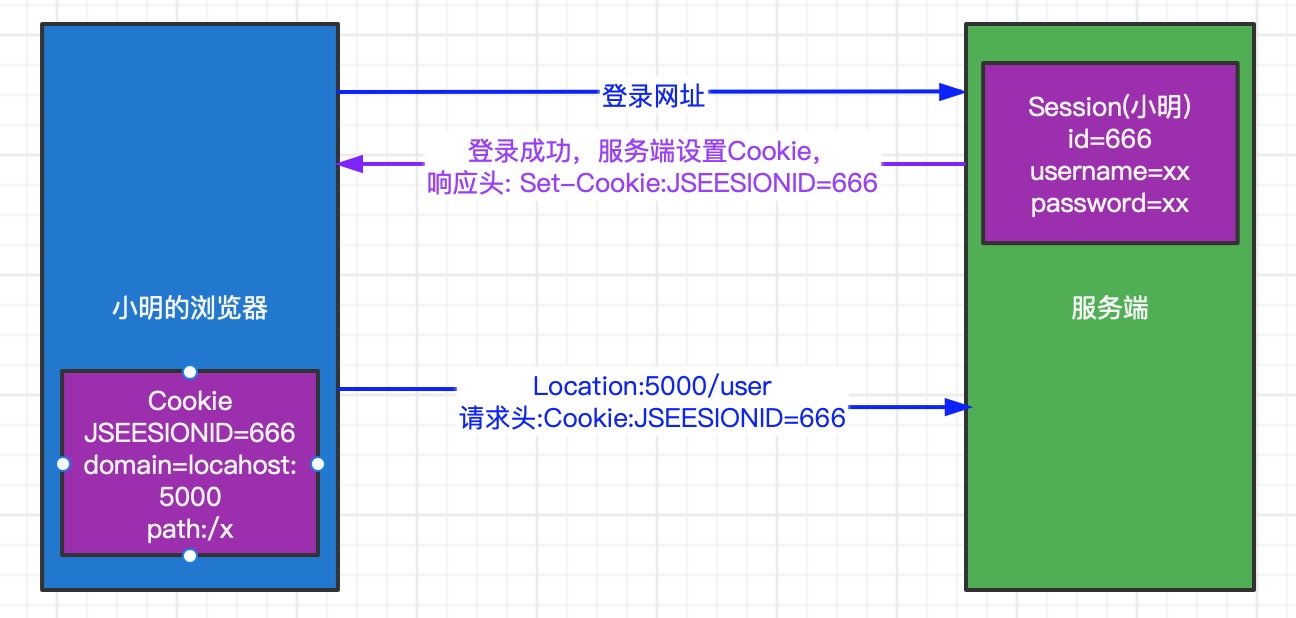 登录网址
登录成功，服务端设置Cookie，
响应头: Set-Cookie:JSEESIONID=666
Session(小明)
id=666
username=xx
password=xx
小明的浏览器
服务端
Cookie
JSEESIONID=666
domain=locahost:
5000
path:/x
Location:5000/user
请求头:Cookie:JSEESIONID=666